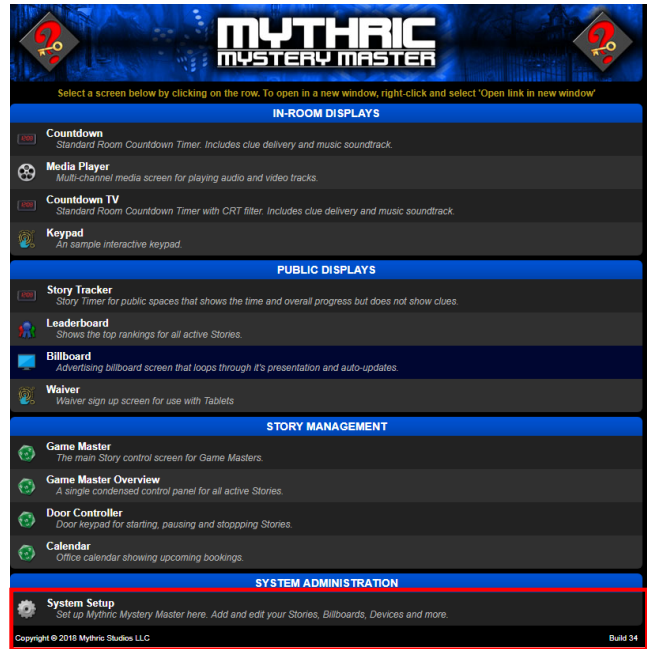 MYTHRIC
MYSTERY MASTER
Select a screen below by clicking on the row. To open in a new window, right-click and select 'Open link in new window'
IN-ROOM DISPLAYS
Countdown
Standard Room Countdown Timer. Includes clue delivery and music soundtrack.
Media Player
Multi-channel media screen for playing audio and video tracks.
Countdown TV
Standard Room Countdown Timer with CRT filter. Includes clue delivery and music soundtrack.
Keypad
An sample interactive keypad.
PUBLIC DISPLAYS
Story Tracker
Story Timer for public spaces that shows the time and overall progress but does not show clues.
Leaderboard
Shows the top rankings for all active Stories.
Billboard
Advertising billboard screen that loops through it's presentation and auto-updates.
Waiver
Waiver sign up screen for use with Tablets
STORY MANAGEMENT
Game Master
The main Story control screen for Game Masters.
Game Master Overview
A single condensed control panel for all active Stories.
Door Controller
Door keypad for starting, pausing and stoppping Stories.
Calendar
Office calendar showing upcoming bookings.
SYSTEM ADMINISTRATION
System Setup
Set up Mythric Mystery Master here. Add and edit your Stories, Billboards, Devices and more.
Copyright © 2018 Mythric Studios LLC Build 34